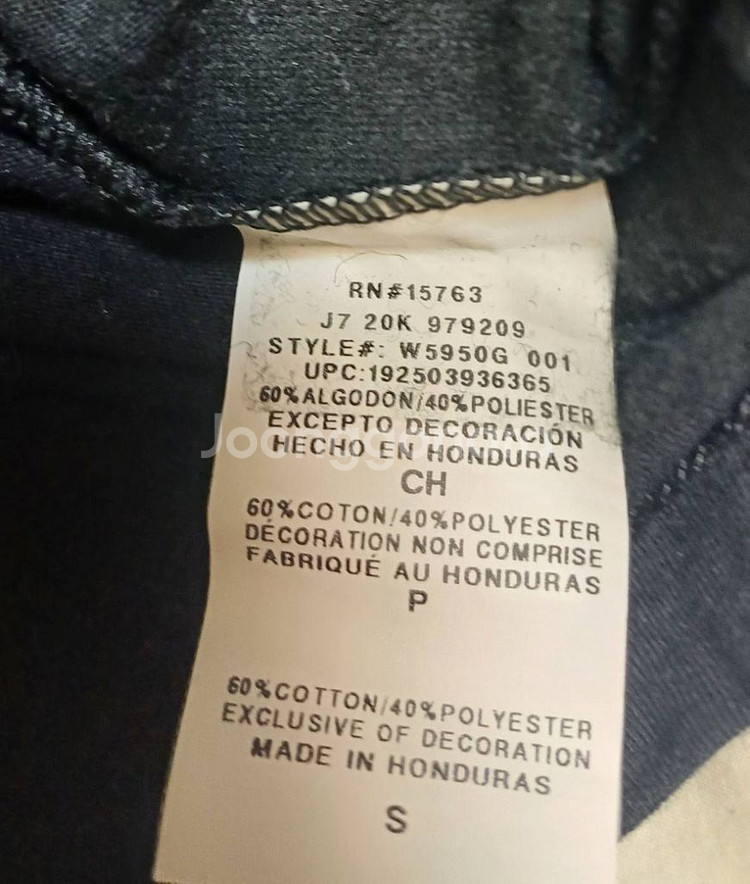 RN#15763
J7 20K 979209
STYLE#: W5950G 001
UPC:192503936365
60%ALGODON/40%POLIESTER
EXCEPTO DECORACIÓN
HECHO EN HONDURAS
CH
60%COTON/40%POLYESTER
DÉCORATION NON COMPRISE
FABRIQUÉ AU HONDURAS
P
60%COTTON/40%POLYESTER
EXCLUSIVE OF DECORATION
MADE IN HONDURAS
S